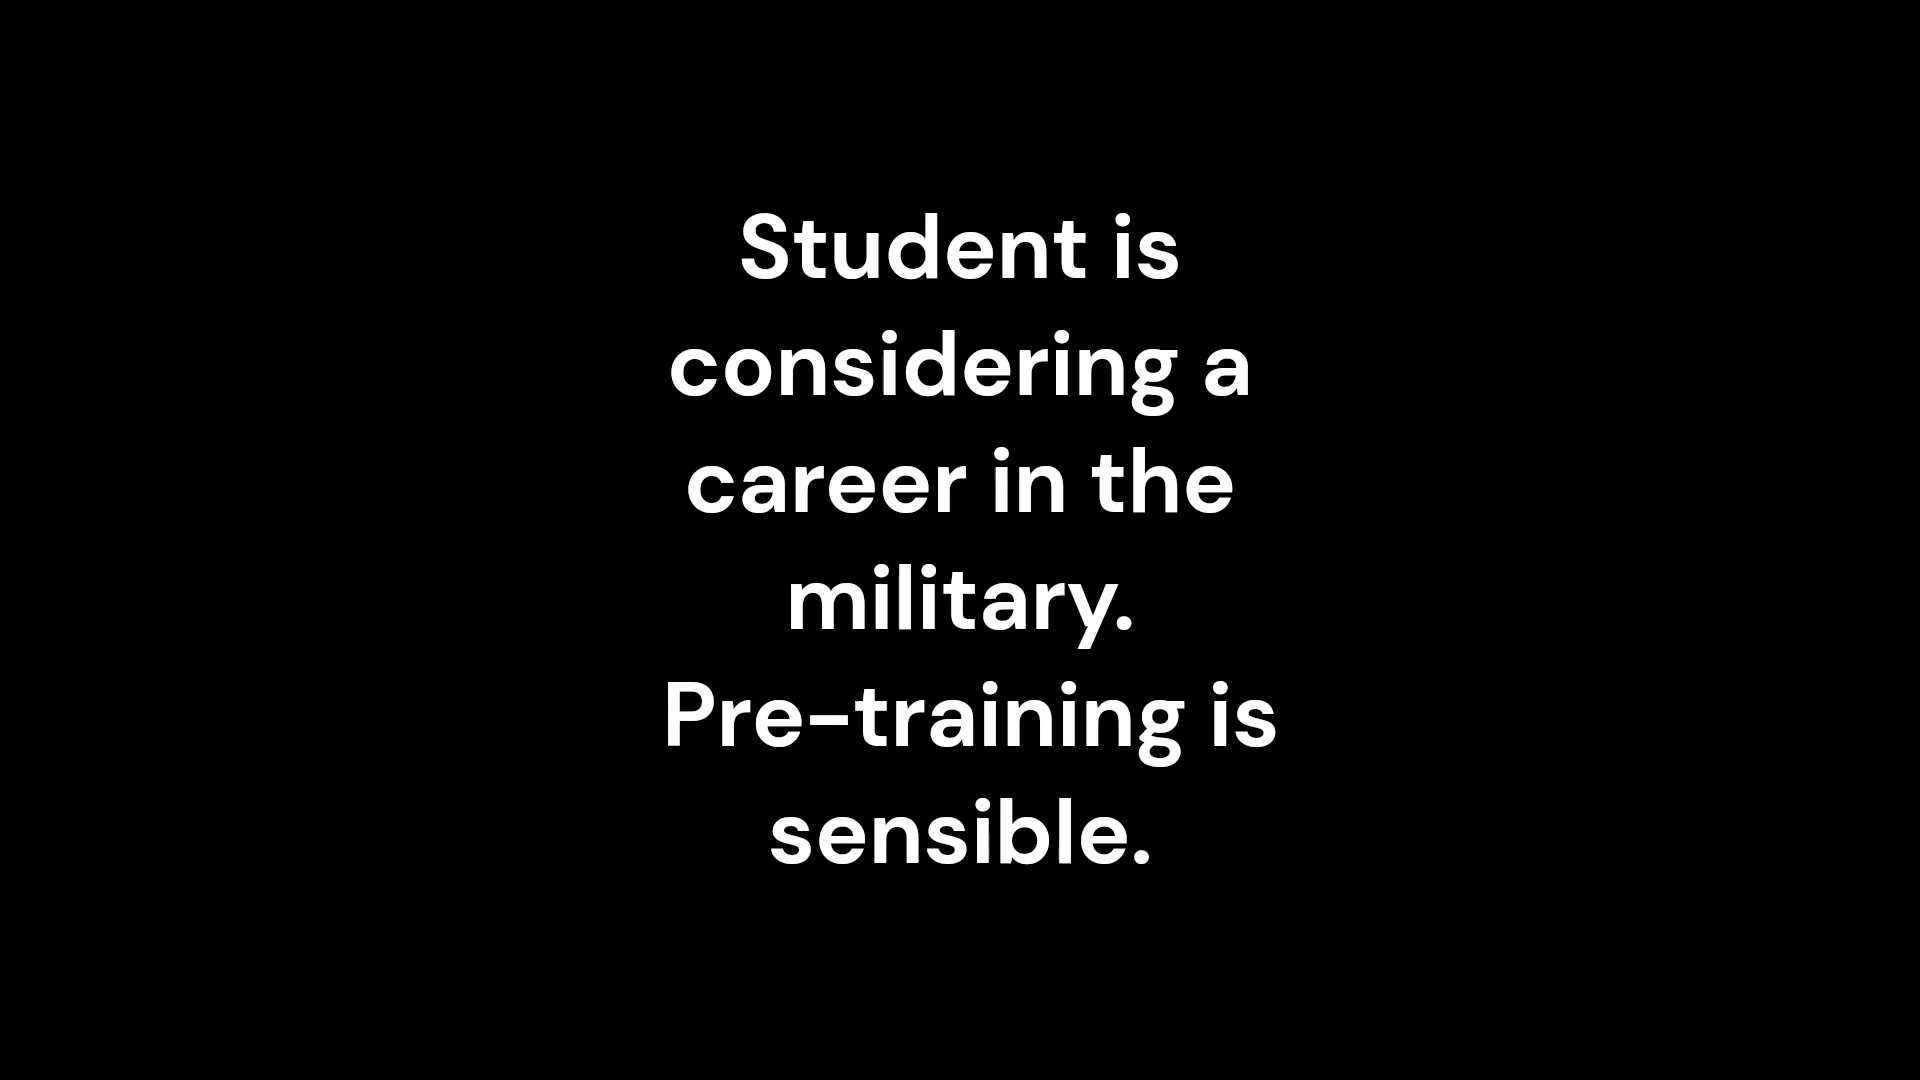 Student is
considering a
career in the
military.
Pre-training is
sensible.